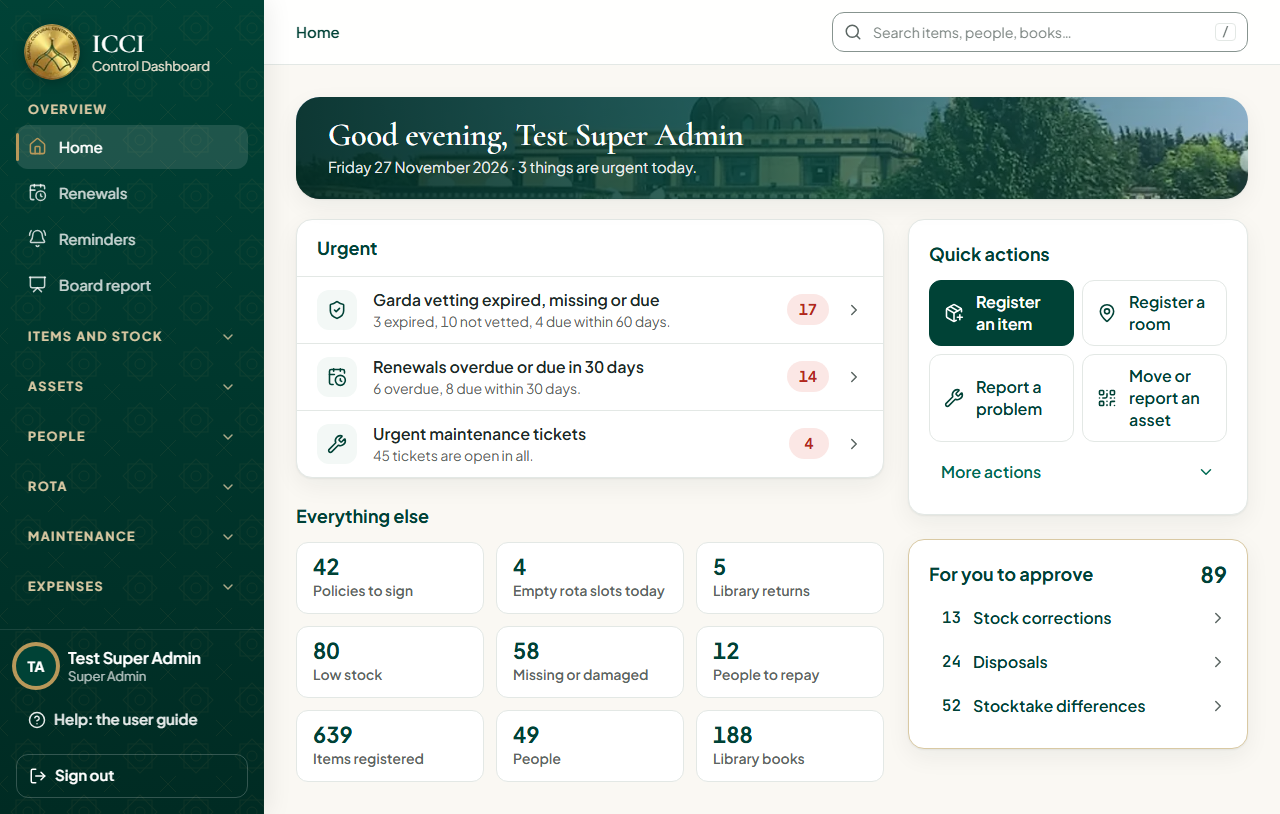 ICCI
Control Dashboard
OVERVIEW
Home
Renewals
Reminders
Board report
ITEMS AND STOCK
ASSETS
PEOPLE
ROTA
MAINTENANCE
EXPENSES
TA
Test Super Admin
Super Admin
Help: the user guide
Sign out
Home
Search items, people, books…
/
Good evening, Test Super Admin
Friday 27 November 2026 · 3 things are urgent today.
Urgent
Garda vetting expired, missing or due
3 expired, 10 not vetted, 4 due within 60 days.
17
Renewals overdue or due in 30 days
6 overdue, 8 due within 30 days.
14
Urgent maintenance tickets
45 tickets are open in all.
4
Everything else
42
Policies to sign
4
Empty rota slots today
5
Library returns
80
Low stock
58
Missing or damaged
12
People to repay
639
Items registered
49
People
188
Library books
Quick actions
Register
an item
Register a
room
Report a
problem
Move or
report an
asset
More actions
For you to approve
89
13 Stock corrections
24 Disposals
52 Stocktake differences